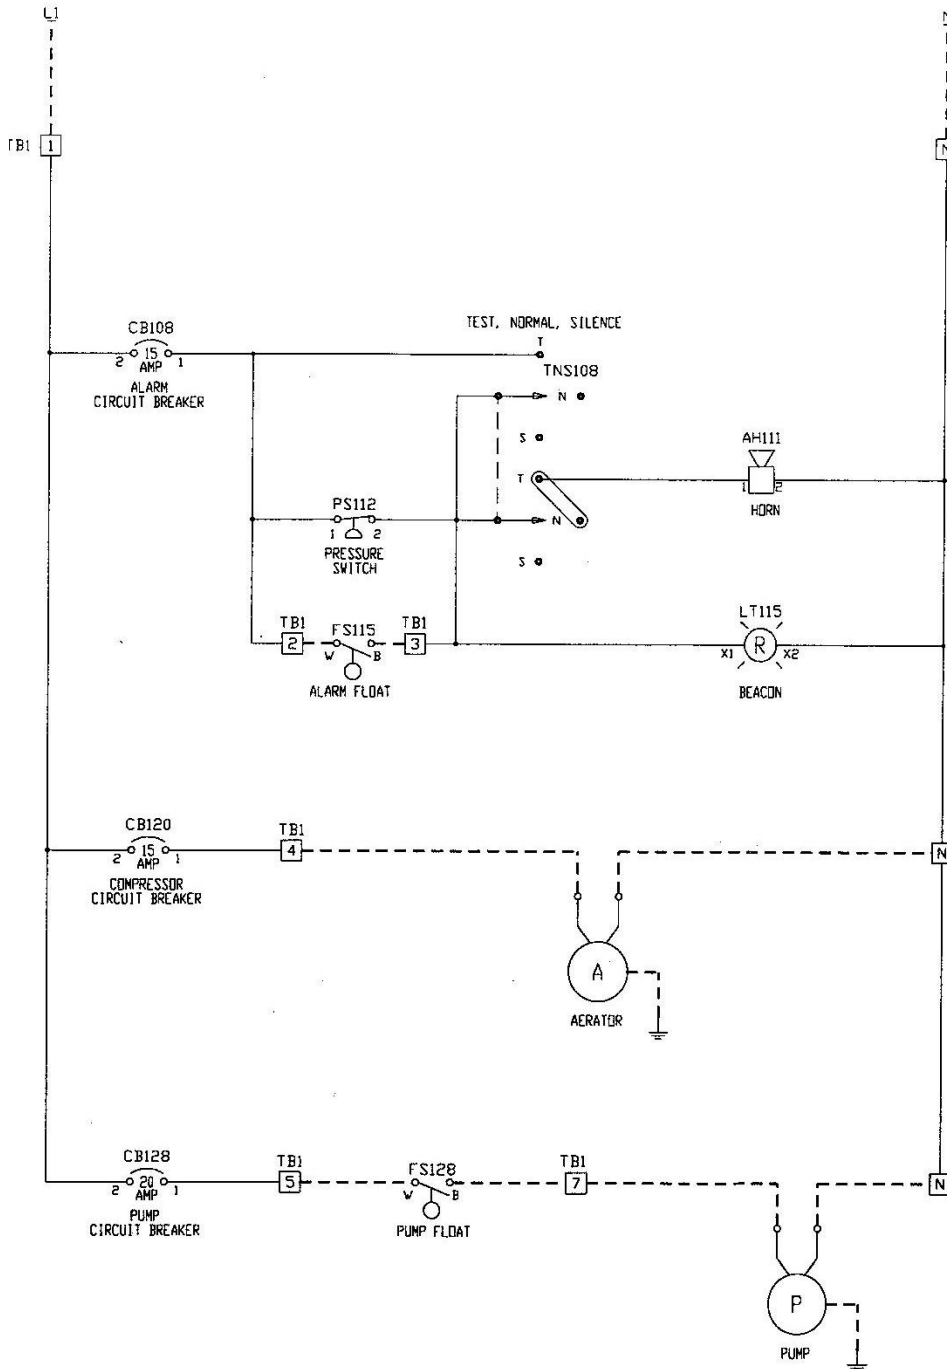 L1
N
TB1 1
N
TEST, NORMAL, SILENCE
CB108
T
2 15 1
AMP
TNS108
ALARM
CIRCUIT BREAKER
N
S
AH111
T
1 2
PS112
HORN
N
1 2
PRESSURE
SWITCH
S
LT115
TB1 FS115 TB1
2 3
W B
X1 R X2
ALARM FLOAT
BEACON
CB120
TB1
2 15 1
4
N
AMP
COMPRESSOR
CIRCUIT BREAKER
A
AERATOR
CB128
TB1 FS128 TB1
2 20 1
5
W B
7
N
AMP
PUMP
CIRCUIT BREAKER
PUMP FLOAT
P
PUMP